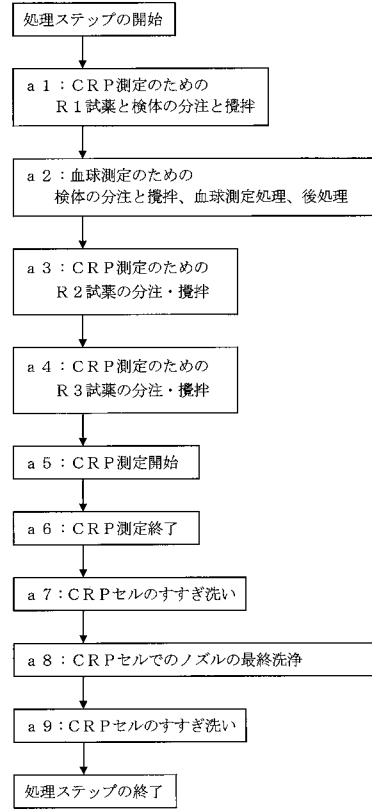 処理ステップの開始
a1：CRP測定のための
R1試薬と検体の分注と攪拌
a2：血球測定のための
検体の分注と攪拌、血球測定処理、後処理
a3：CRP測定のための
R2試薬の分注・攪拌
a4：CRP測定のための
R3試薬の分注・攪拌
a5：CRP測定開始
a6：CRP測定終了
a7：CRPセルのすすぎ洗い
a8：CRPセルでのノズルの最終洗浄
a9：CRPセルのすすぎ洗い
処理ステップの終了